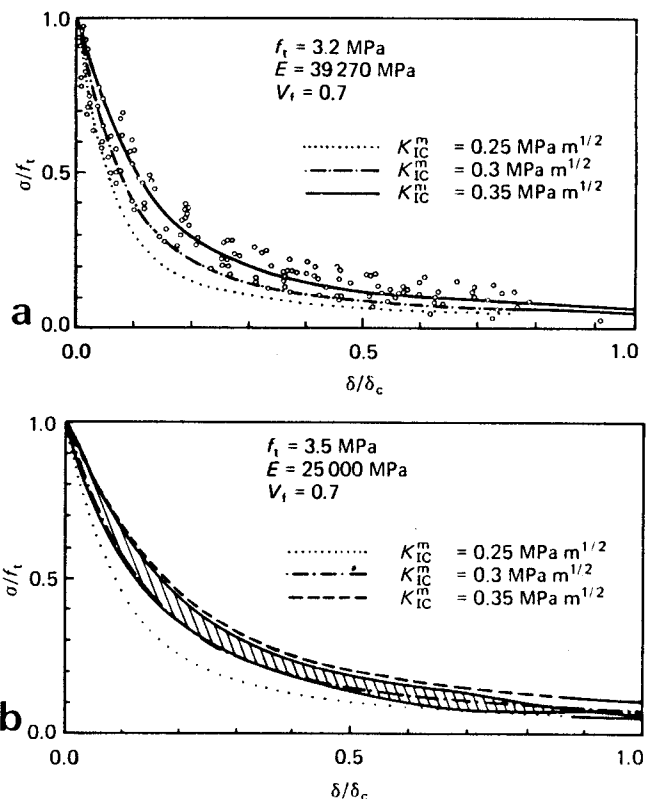 1.0
f_t = 3.2 MPa
E = 39 270 MPa
V_f = 0.7
K_IC^m = 0.25 MPa m^1/2
0.5
K_IC^m = 0.3 MPa m^1/2
K_IC^m = 0.35 MPa m^1/2
σ/f_t
a
0.0
0.0 0.5 1.0
δ/δ_c
1.0
f_t = 3.5 MPa
E = 25 000 MPa
V_f = 0.7
K_IC^m = 0.25 MPa m^1/2
0.5
K_IC^m = 0.3 MPa m^1/2
K_IC^m = 0.35 MPa m^1/2
σ/f_t
b
0.0
0.0 0.5 1.0
δ/δ_c